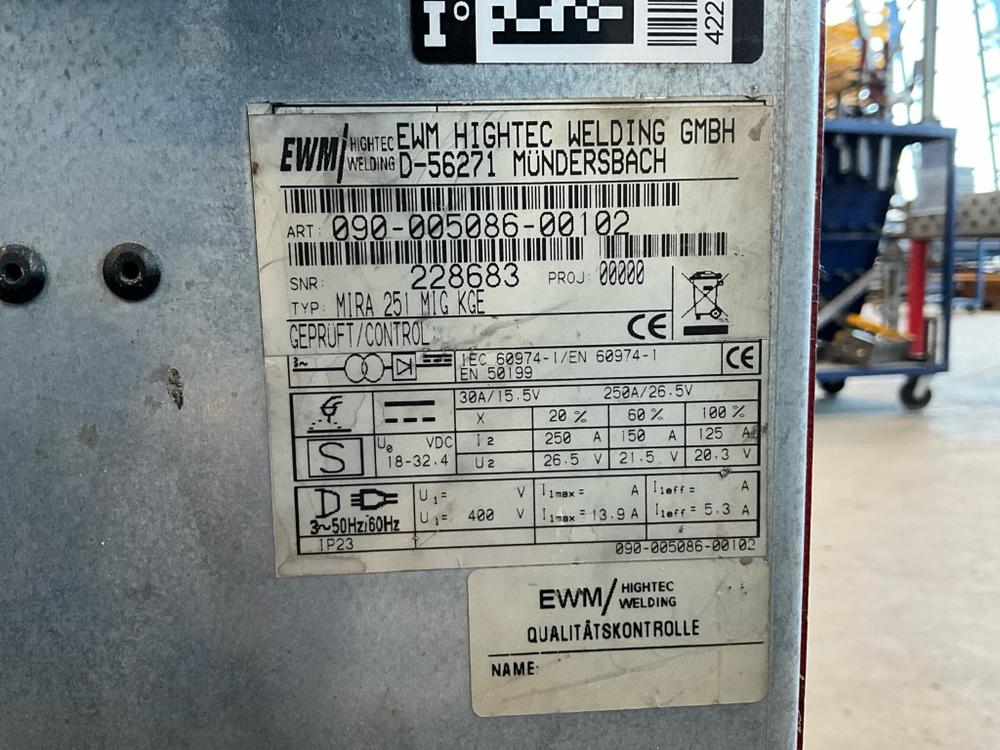 I
422
EWM/ HIGHTEC WELDING
EWM HIGHTEC WELDING GMBH
D-56271 MÜNDERSBACH
ART: 090-005086-00102
SNR: 228683 PROJ: 00000
TYP: MIRA 251 MIG KGE
GEPRÜFT/CONTROL: CE
3~ IEC 60974-1/EN 60974-1 CE
EN 50199
30A/15.5V 250A/26.5V
X 20 % 60 % 100 %
U0 VDC I2 250 A 150 A 125 A
S 18-32.4 U2 26.5 V 21.5 V 20.3 V
U1= V I1max = A I1eff = A
3~50Hz/60Hz U1= 400 V I1max = 13.9 A I1eff = 5.3 A
IP23 090-005086-00102
EWM/ HIGHTEC WELDING
QUALITÄTSKONTROLLE
NAME: